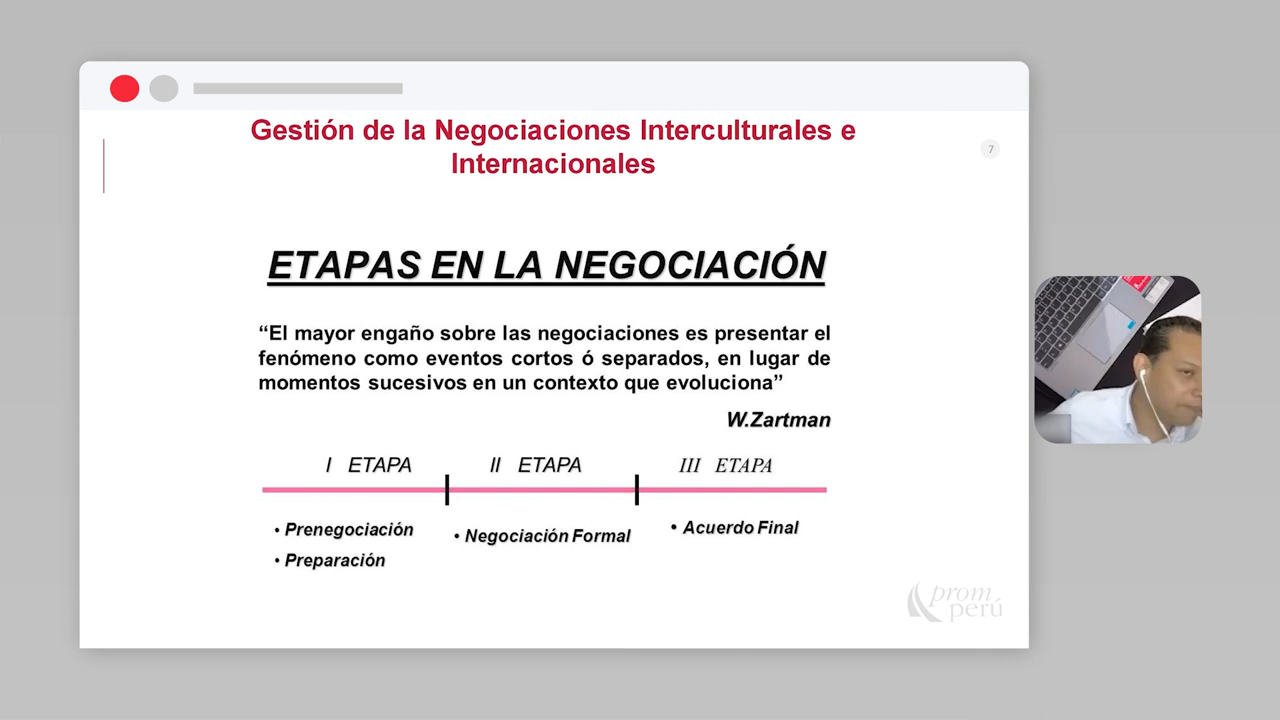 Gestión de la Negociaciones Interculturales e
Internacionales
7
ETAPAS EN LA NEGOCIACIÓN
“El mayor engaño sobre las negociaciones es presentar el
fenómeno como eventos cortos ó separados, en lugar de
momentos sucesivos en un contexto que evoluciona”
W.Zartman
I ETAPA II ETAPA III ETAPA
• Prenegociación • Negociación Formal • Acuerdo Final
• Preparación
prom
perú